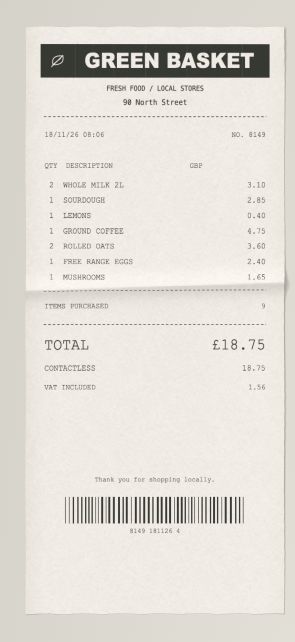 GREEN BASKET
FRESH FOOD / LOCAL STORES
90 North Street
18/11/26 08:06 NO. 8149
QTY DESCRIPTION GBP
2 WHOLE MILK 2L 3.10
1 SOURDOUGH 2.85
1 LEMONS 0.40
1 GROUND COFFEE 4.75
2 ROLLED OATS 3.60
1 FREE RANGE EGGS 2.40
1 MUSHROOMS 1.65
ITEMS PURCHASED 9
TOTAL £18.75
CONTACTLESS 18.75
VAT INCLUDED 1.56
Thank you for shopping locally.
8149 181126 4